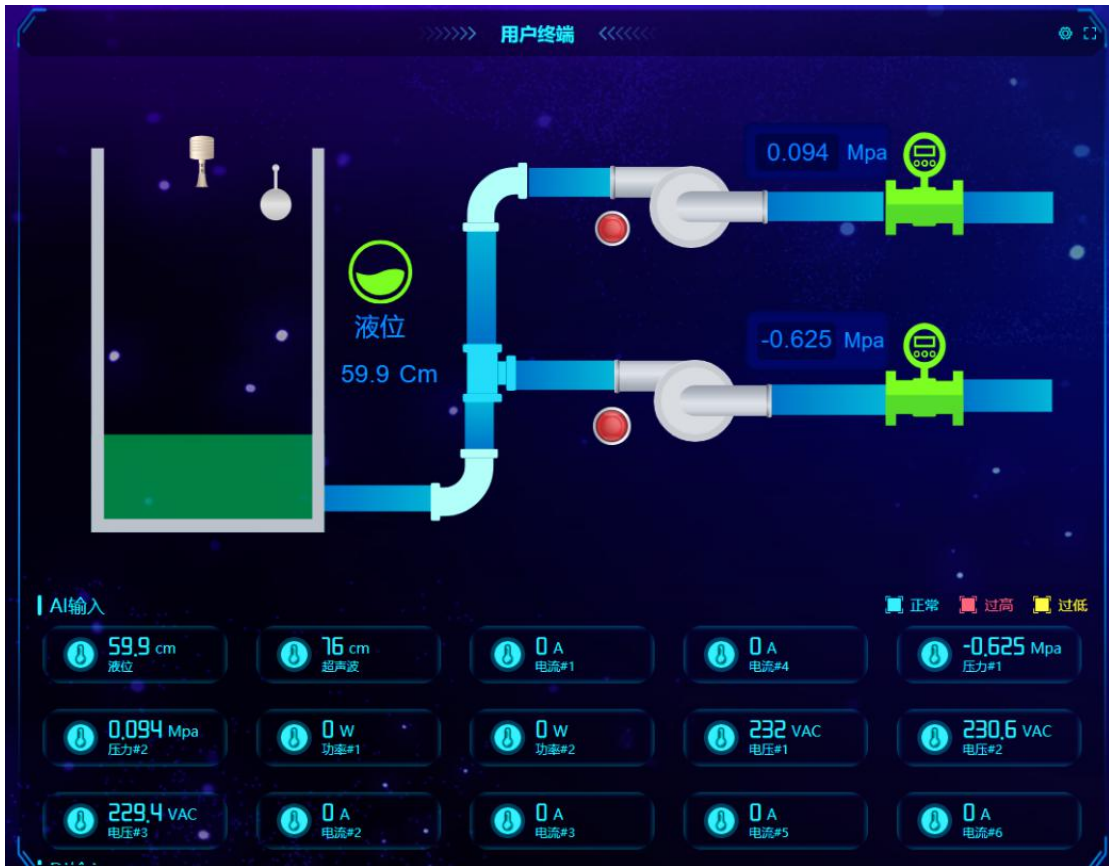 用户终端
0.094 Mpa
液位
-0.625 Mpa
59.9 Cm
AI输入
正常 过高 过低
59.9 cm
液位
76 cm
超声波
0 A
电流#1
0 A
电流#4
-0.625 Mpa
压力#1
0.094 Mpa
压力#2
0 W
功率#1
0 W
功率#2
232 VAC
电压#1
230.6 VAC
电压#2
229.4 VAC
电压#3
0 A
电流#2
0 A
电流#3
0 A
电流#5
0 A
电流#6